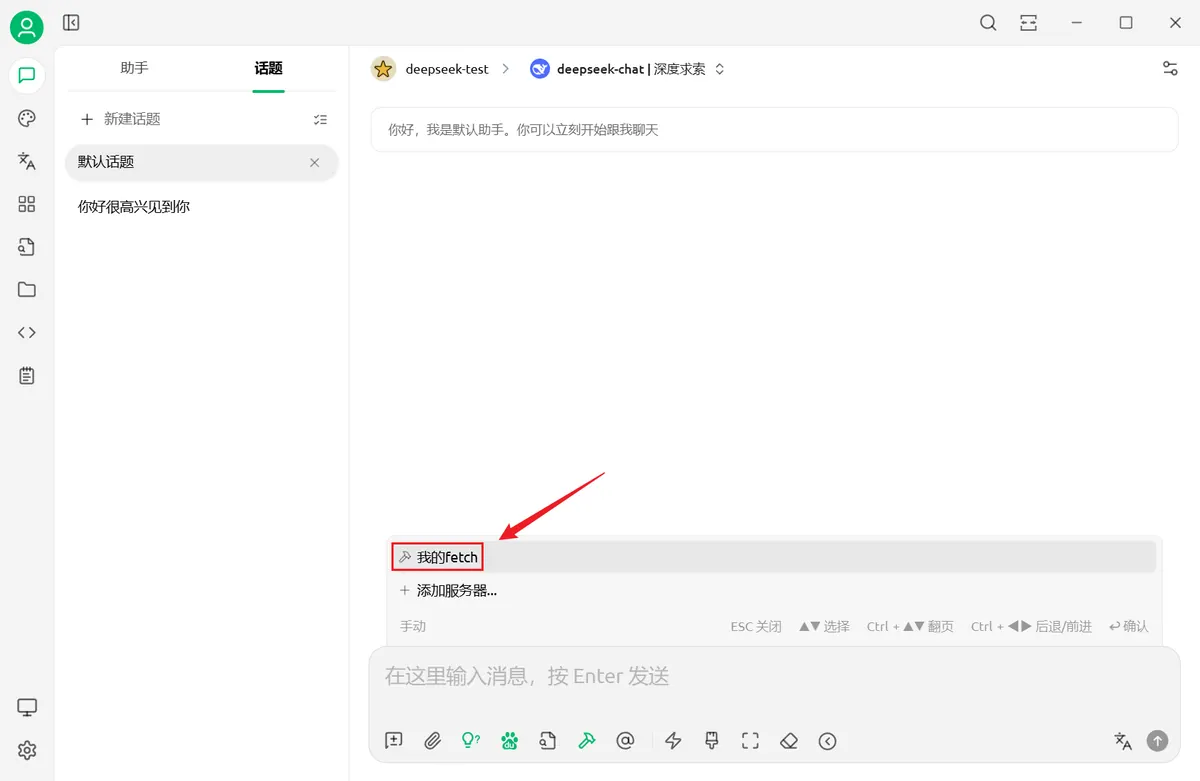 助手
话题
新建话题
默认话题
你好很高兴见到你
deepseek-test
deepseek-chat | 深度求索
你好，我是默认助手。你可以立刻开始跟我聊天
我的fetch
添加服务器...
手动
ESC 关闭 ▲▼ 选择 Ctrl + ▲▼ 翻页 Ctrl + ◀▶ 后退/前进 ↩ 确认
在这里输入消息，按 Enter 发送